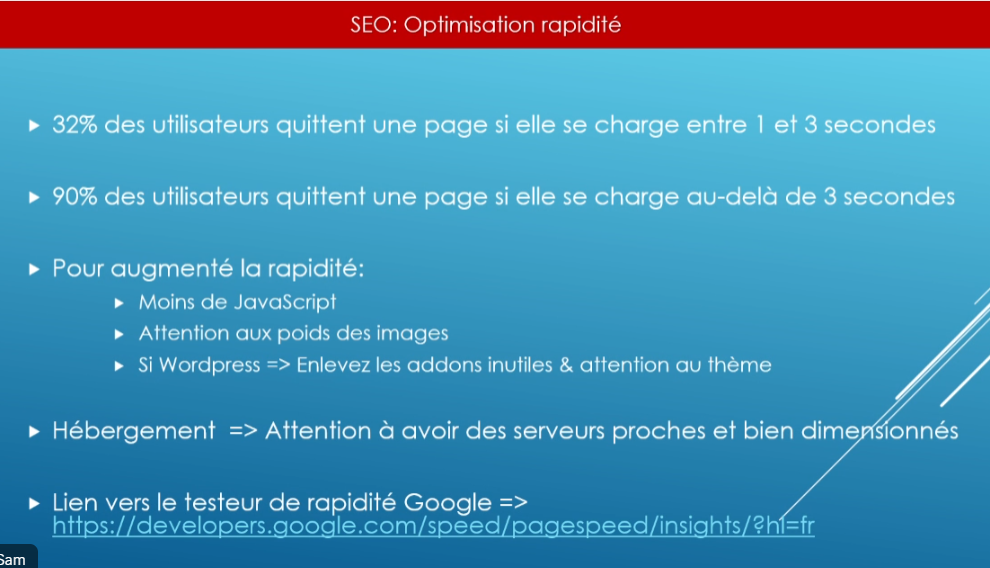 SEO: Optimisation rapidité
32% des utilisateurs quittent une page si elle se charge entre 1 et 3 secondes
90% des utilisateurs quittent une page si elle se charge au-delà de 3 secondes
Pour augmenté la rapidité:
Moins de JavaScript
Attention aux poids des images
Si Wordpress => Enlevez les addons inutiles & attention au thème
Hébergement => Attention à avoir des serveurs proches et bien dimensionnés
Lien vers le testeur de rapidité Google =>
https://developers.google.com/speed/pagespeed/insights/?hl=fr
Sam